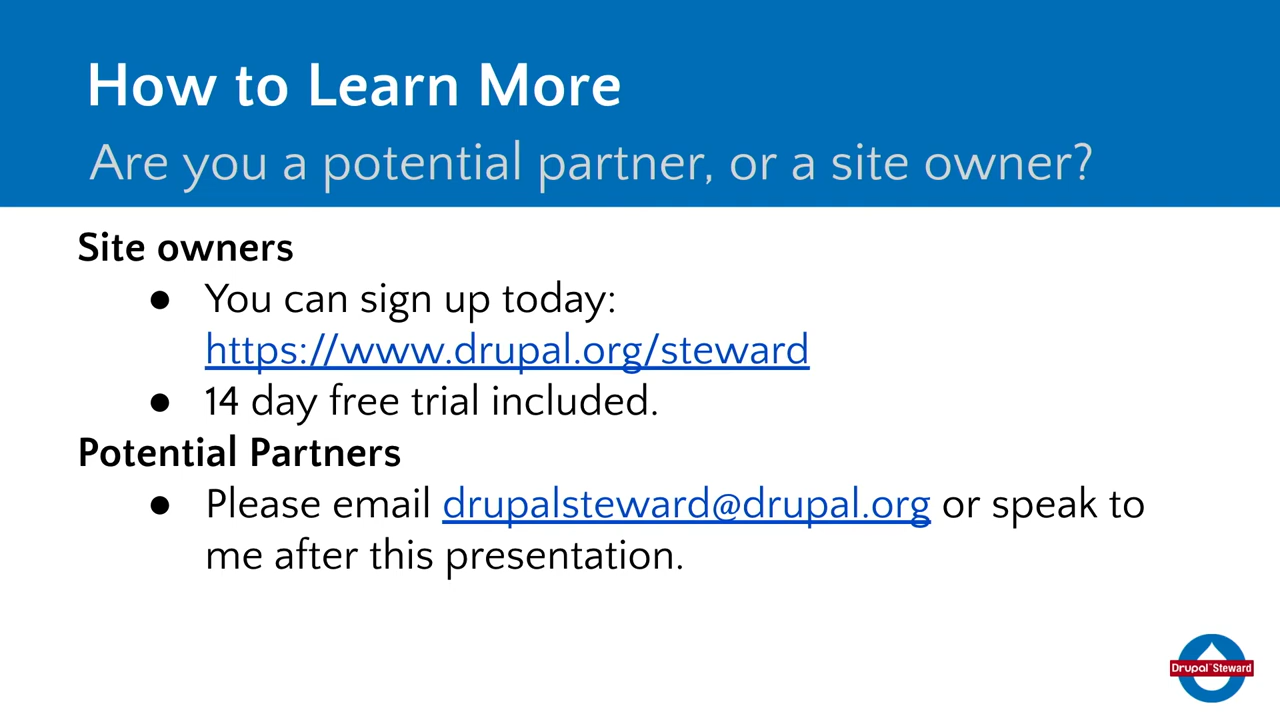 How to Learn More
Are you a potential partner, or a site owner?
Site owners
● You can sign up today:
https://www.drupal.org/steward
● 14 day free trial included.
Potential Partners
● Please email drupalsteward@drupal.org or speak to
me after this presentation.
Drupal™Steward